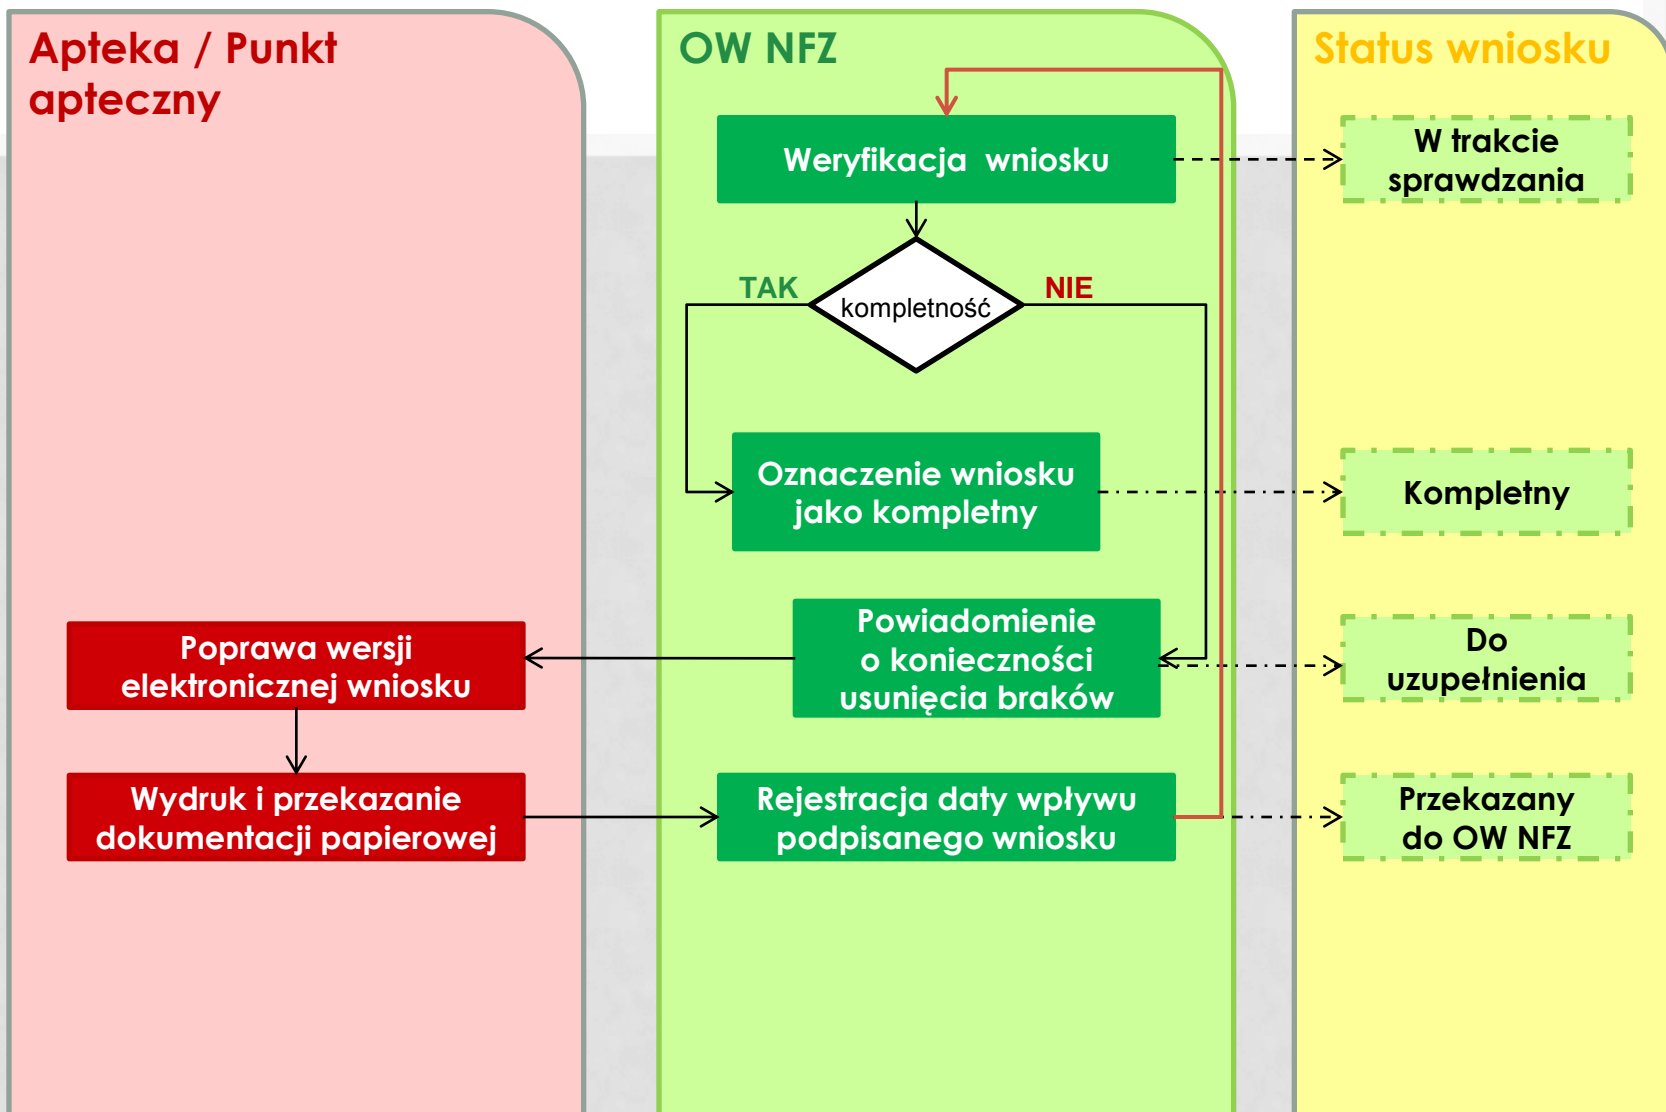 Apteka / Punkt
apteczny
OW NFZ
Status wniosku
Weryfikacja wniosku
W trakcie
sprawdzania
TAK
NIE
kompletność
Oznaczenie wniosku
jako kompletny
Kompletny
Poprawa wersji
elektronicznej wniosku
Powiadomienie
o konieczności
usunięcia braków
Do
uzupełnienia
Wydruk i przekazanie
dokumentacji papierowej
Rejestracja daty wpływu
podpisanego wniosku
Przekazany
do OW NFZ